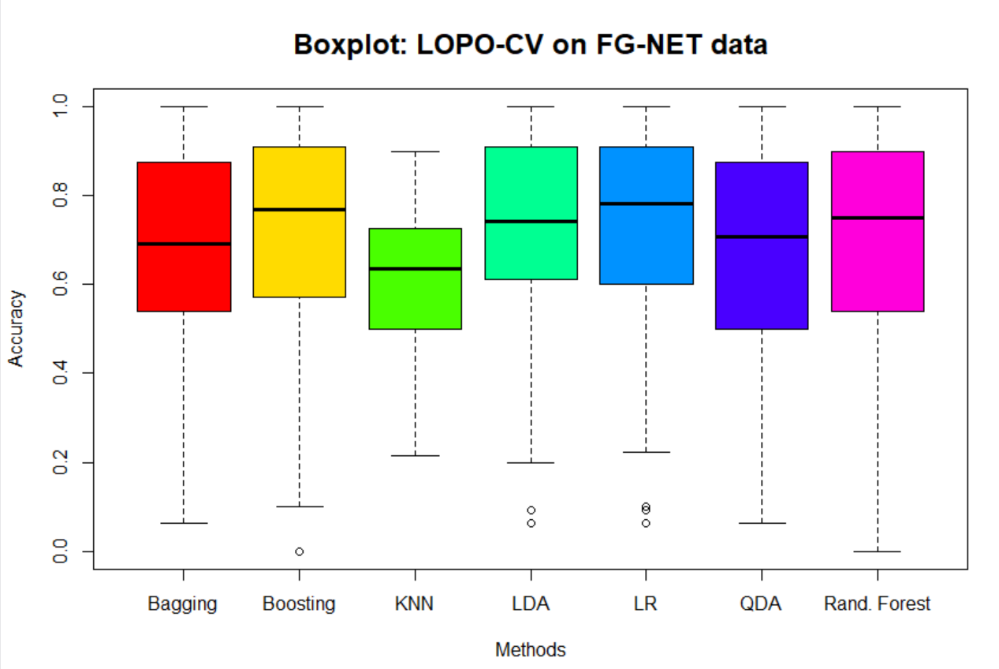 Boxplot: LOPO-CV on FG-NET data
Accuracy
1.0
0.8
0.6
0.4
0.2
0.0
Bagging Boosting KNN LDA LR QDA Rand. Forest
Methods